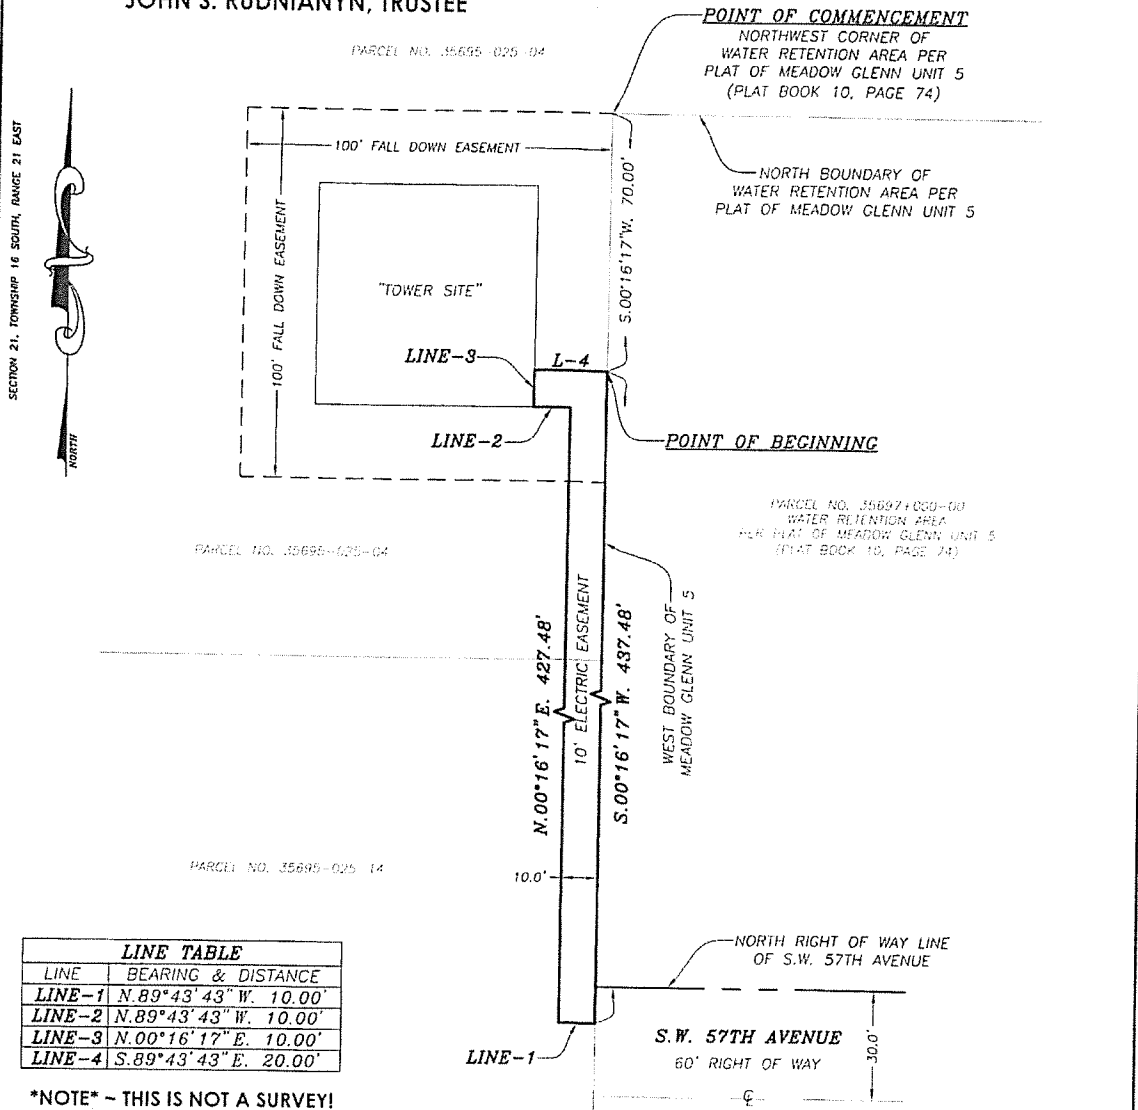 JOHN S. RUDNIANYN, TRUSTEE
POINT OF COMMENCEMENT
NORTHWEST CORNER OF
WATER RETENTION AREA PER
PLAT OF MEADOW GLENN UNIT 5
(PLAT BOOK 10, PAGE 74)
PARCEL NO. 35695-025-04
SECTION 21, TOWNSHIP 16 SOUTH, RANGE 21 EAST
NORTH
100' FALL DOWN EASEMENT
100' FALL DOWN EASEMENT
"TOWER SITE"
S.00°16'17"W. 70.00'
NORTH BOUNDARY OF
WATER RETENTION AREA PER
PLAT OF MEADOW GLENN UNIT 5
LINE-3
L-4
LINE-2
POINT OF BEGINNING
PARCEL NO. 35697+000-00
WATER RETENTION AREA
PER PLAT OF MEADOW GLENN UNIT 5
(PLAT BOOK 10, PAGE 74)
PARCEL NO. 35695-025-04
N.00°16'17"E. 427.48'
10' ELECTRIC EASEMENT
S.00°16'17"W. 437.48'
WEST BOUNDARY OF
MEADOW GLENN UNIT 5
PARCEL NO. 35695-025-14
10.0'
NORTH RIGHT OF WAY LINE
OF S.W. 57TH AVENUE
S.W. 57TH AVENUE
60' RIGHT OF WAY
30.0'
℄
LINE-1
LINE TABLE
LINE BEARING & DISTANCE
LINE-1 N.89°43'43"W. 10.00'
LINE-2 N.89°43'43"W. 10.00'
LINE-3 N.00°16'17"E. 10.00'
LINE-4 S.89°43'43"E. 20.00'
*NOTE* ~ THIS IS NOT A SURVEY!